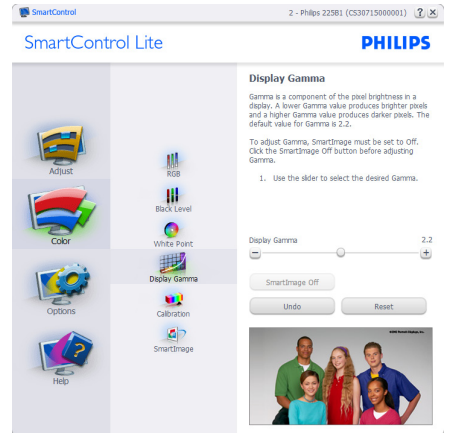 SmartControl
2 - Philips 225B1 (CS30715000001)
?
SmartControl Lite
PHILIPS
Adjust
Color
Options
Help
RGB
Black Level
White Point
Display Gamma
Calibration
SmartImage
Display Gamma
Gamma is a component of the pixel brightness in a
display. A lower Gamma value produces brighter pixels
and a higher Gamma value produces darker pixels. The
default value for Gamma is 2.2.
To adjust Gamma, SmartImage must be set to Off.
Click the SmartImage Off button before adjusting
Gamma.
1. Use the slider to select the desired Gamma.
Display Gamma 2.2
SmartImage Off
Undo Reset